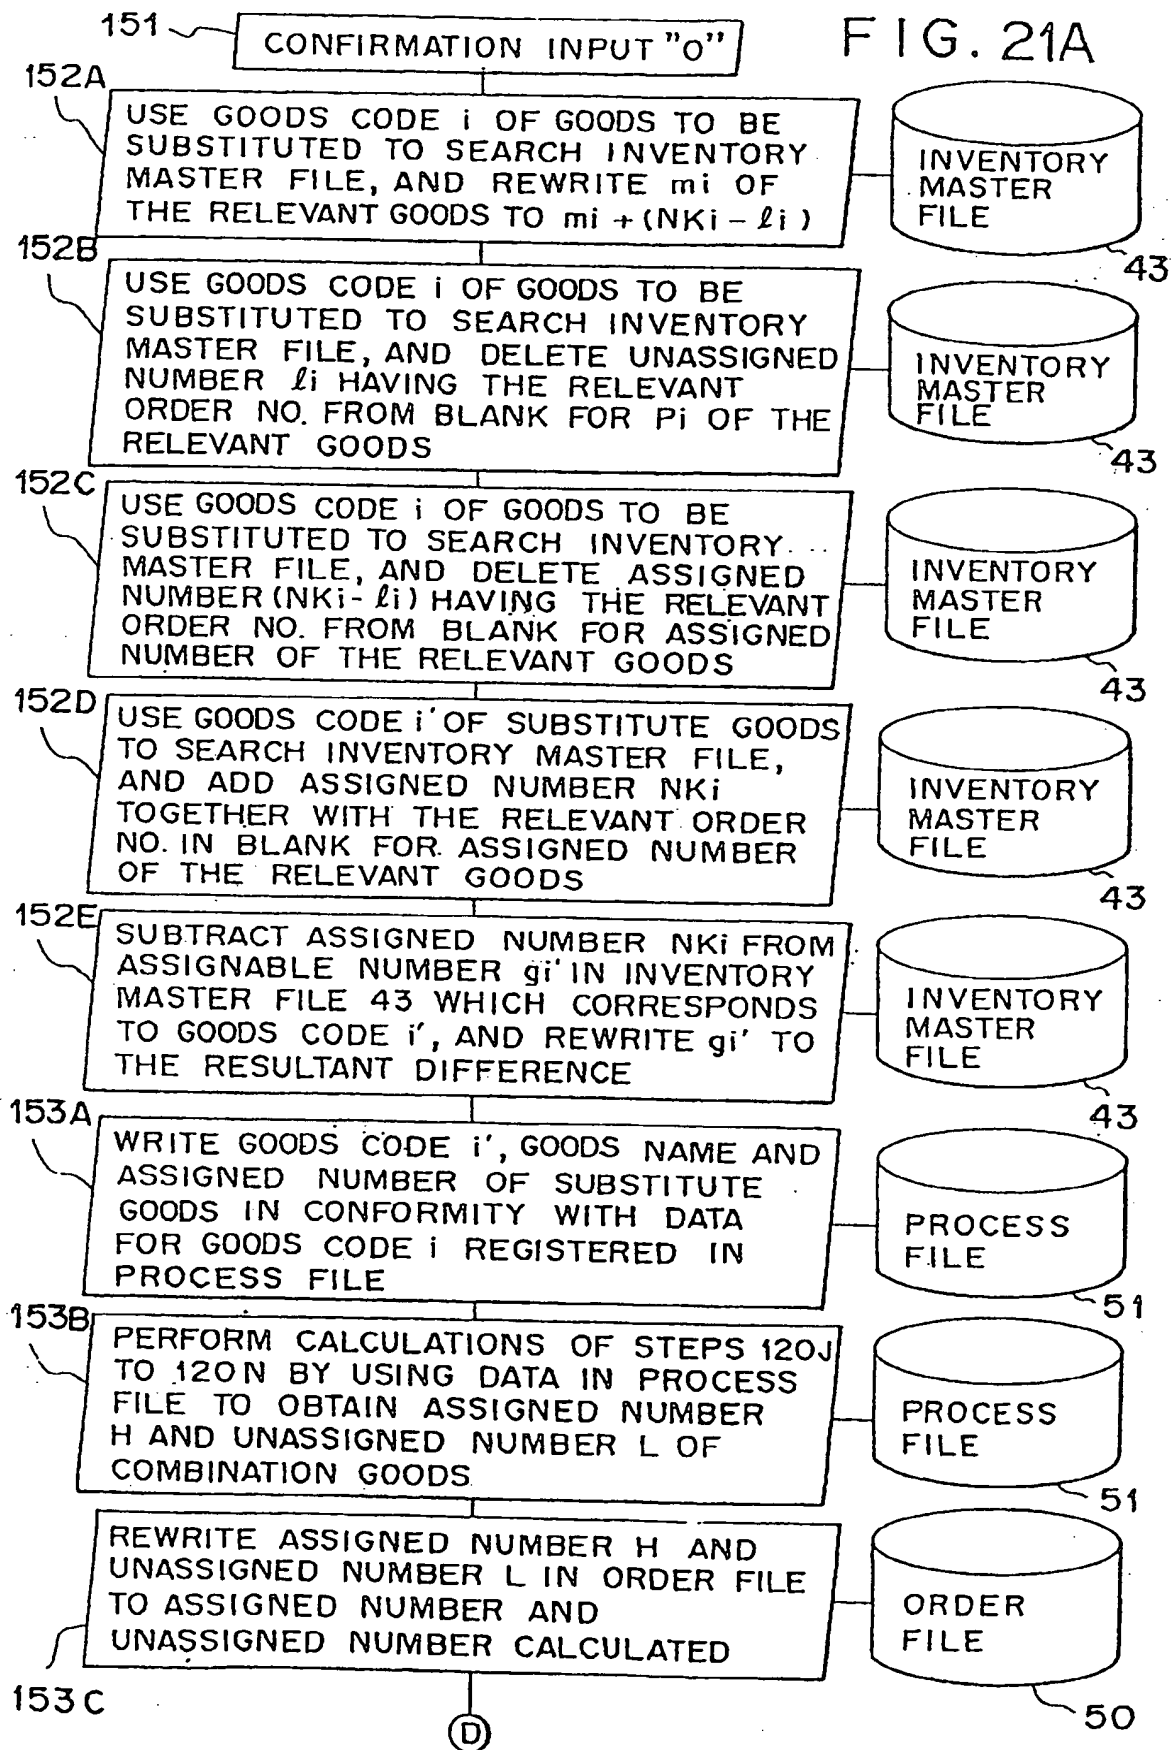 FIG. 21A
151
CONFIRMATION INPUT "O"
152A
USE GOODS CODE i OF GOODS TO BE
SUBSTITUTED TO SEARCH INVENTORY
MASTER FILE, AND REWRITE mi OF
THE RELEVANT GOODS TO mi + (NKi - ℓi)
INVENTORY
MASTER
FILE
43
152B
USE GOODS CODE i OF GOODS TO BE
SUBSTITUTED TO SEARCH INVENTORY
MASTER FILE, AND DELETE UNASSIGNED
NUMBER ℓi HAVING THE RELEVANT
ORDER NO. FROM BLANK FOR Pi OF THE
RELEVANT GOODS
INVENTORY
MASTER
FILE
43
152C
USE GOODS CODE i OF GOODS TO BE
SUBSTITUTED TO SEARCH INVENTORY
MASTER FILE, AND DELETE ASSIGNED
NUMBER (NKi - ℓi) HAVING THE RELEVANT
ORDER NO. FROM BLANK FOR ASSIGNED
NUMBER OF THE RELEVANT GOODS
INVENTORY
MASTER
FILE
43
152D
USE GOODS CODE i' OF SUBSTITUTE GOODS
TO SEARCH INVENTORY MASTER FILE,
AND ADD ASSIGNED NUMBER NKi
TOGETHER WITH THE RELEVANT ORDER
NO. IN BLANK FOR ASSIGNED NUMBER
OF THE RELEVANT GOODS
INVENTORY
MASTER
FILE
43
152E
SUBTRACT ASSIGNED NUMBER NKi FROM
ASSIGNABLE NUMBER gi' IN INVENTORY
MASTER FILE 43 WHICH CORRESPONDS
TO GOODS CODE i', AND REWRITE gi' TO
THE RESULTANT DIFFERENCE
INVENTORY
MASTER
FILE
43
153A
WRITE GOODS CODE i', GOODS NAME AND
ASSIGNED NUMBER OF SUBSTITUTE
GOODS IN CONFORMITY WITH DATA
FOR GOODS CODE i REGISTERED IN
PROCESS FILE
PROCESS
FILE
51
153B
PERFORM CALCULATIONS OF STEPS 120J
TO 120N BY USING DATA IN PROCESS
FILE TO OBTAIN ASSIGNED NUMBER
H AND UNASSIGNED NUMBER L OF
COMBINATION GOODS
PROCESS
FILE
51
REWRITE ASSIGNED NUMBER H AND
UNASSIGNED NUMBER L IN ORDER FILE
TO ASSIGNED NUMBER AND
UNASSIGNED NUMBER CALCULATED
153C
ORDER
FILE
50
D